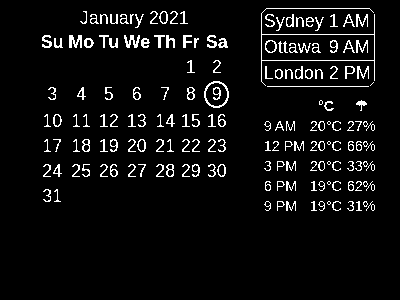 January 2021
Su Mo Tu We Th Fr Sa
1 2
3 4 5 6 7 8 9
10 11 12 13 14 15 16
17 18 19 20 21 22 23
24 25 26 27 28 29 30
31
Sydney 1 AM
Ottawa 9 AM
London 2 PM
°C ☂
9 AM 20°C 27%
12 PM 20°C 66%
3 PM 20°C 33%
6 PM 19°C 62%
9 PM 19°C 31%